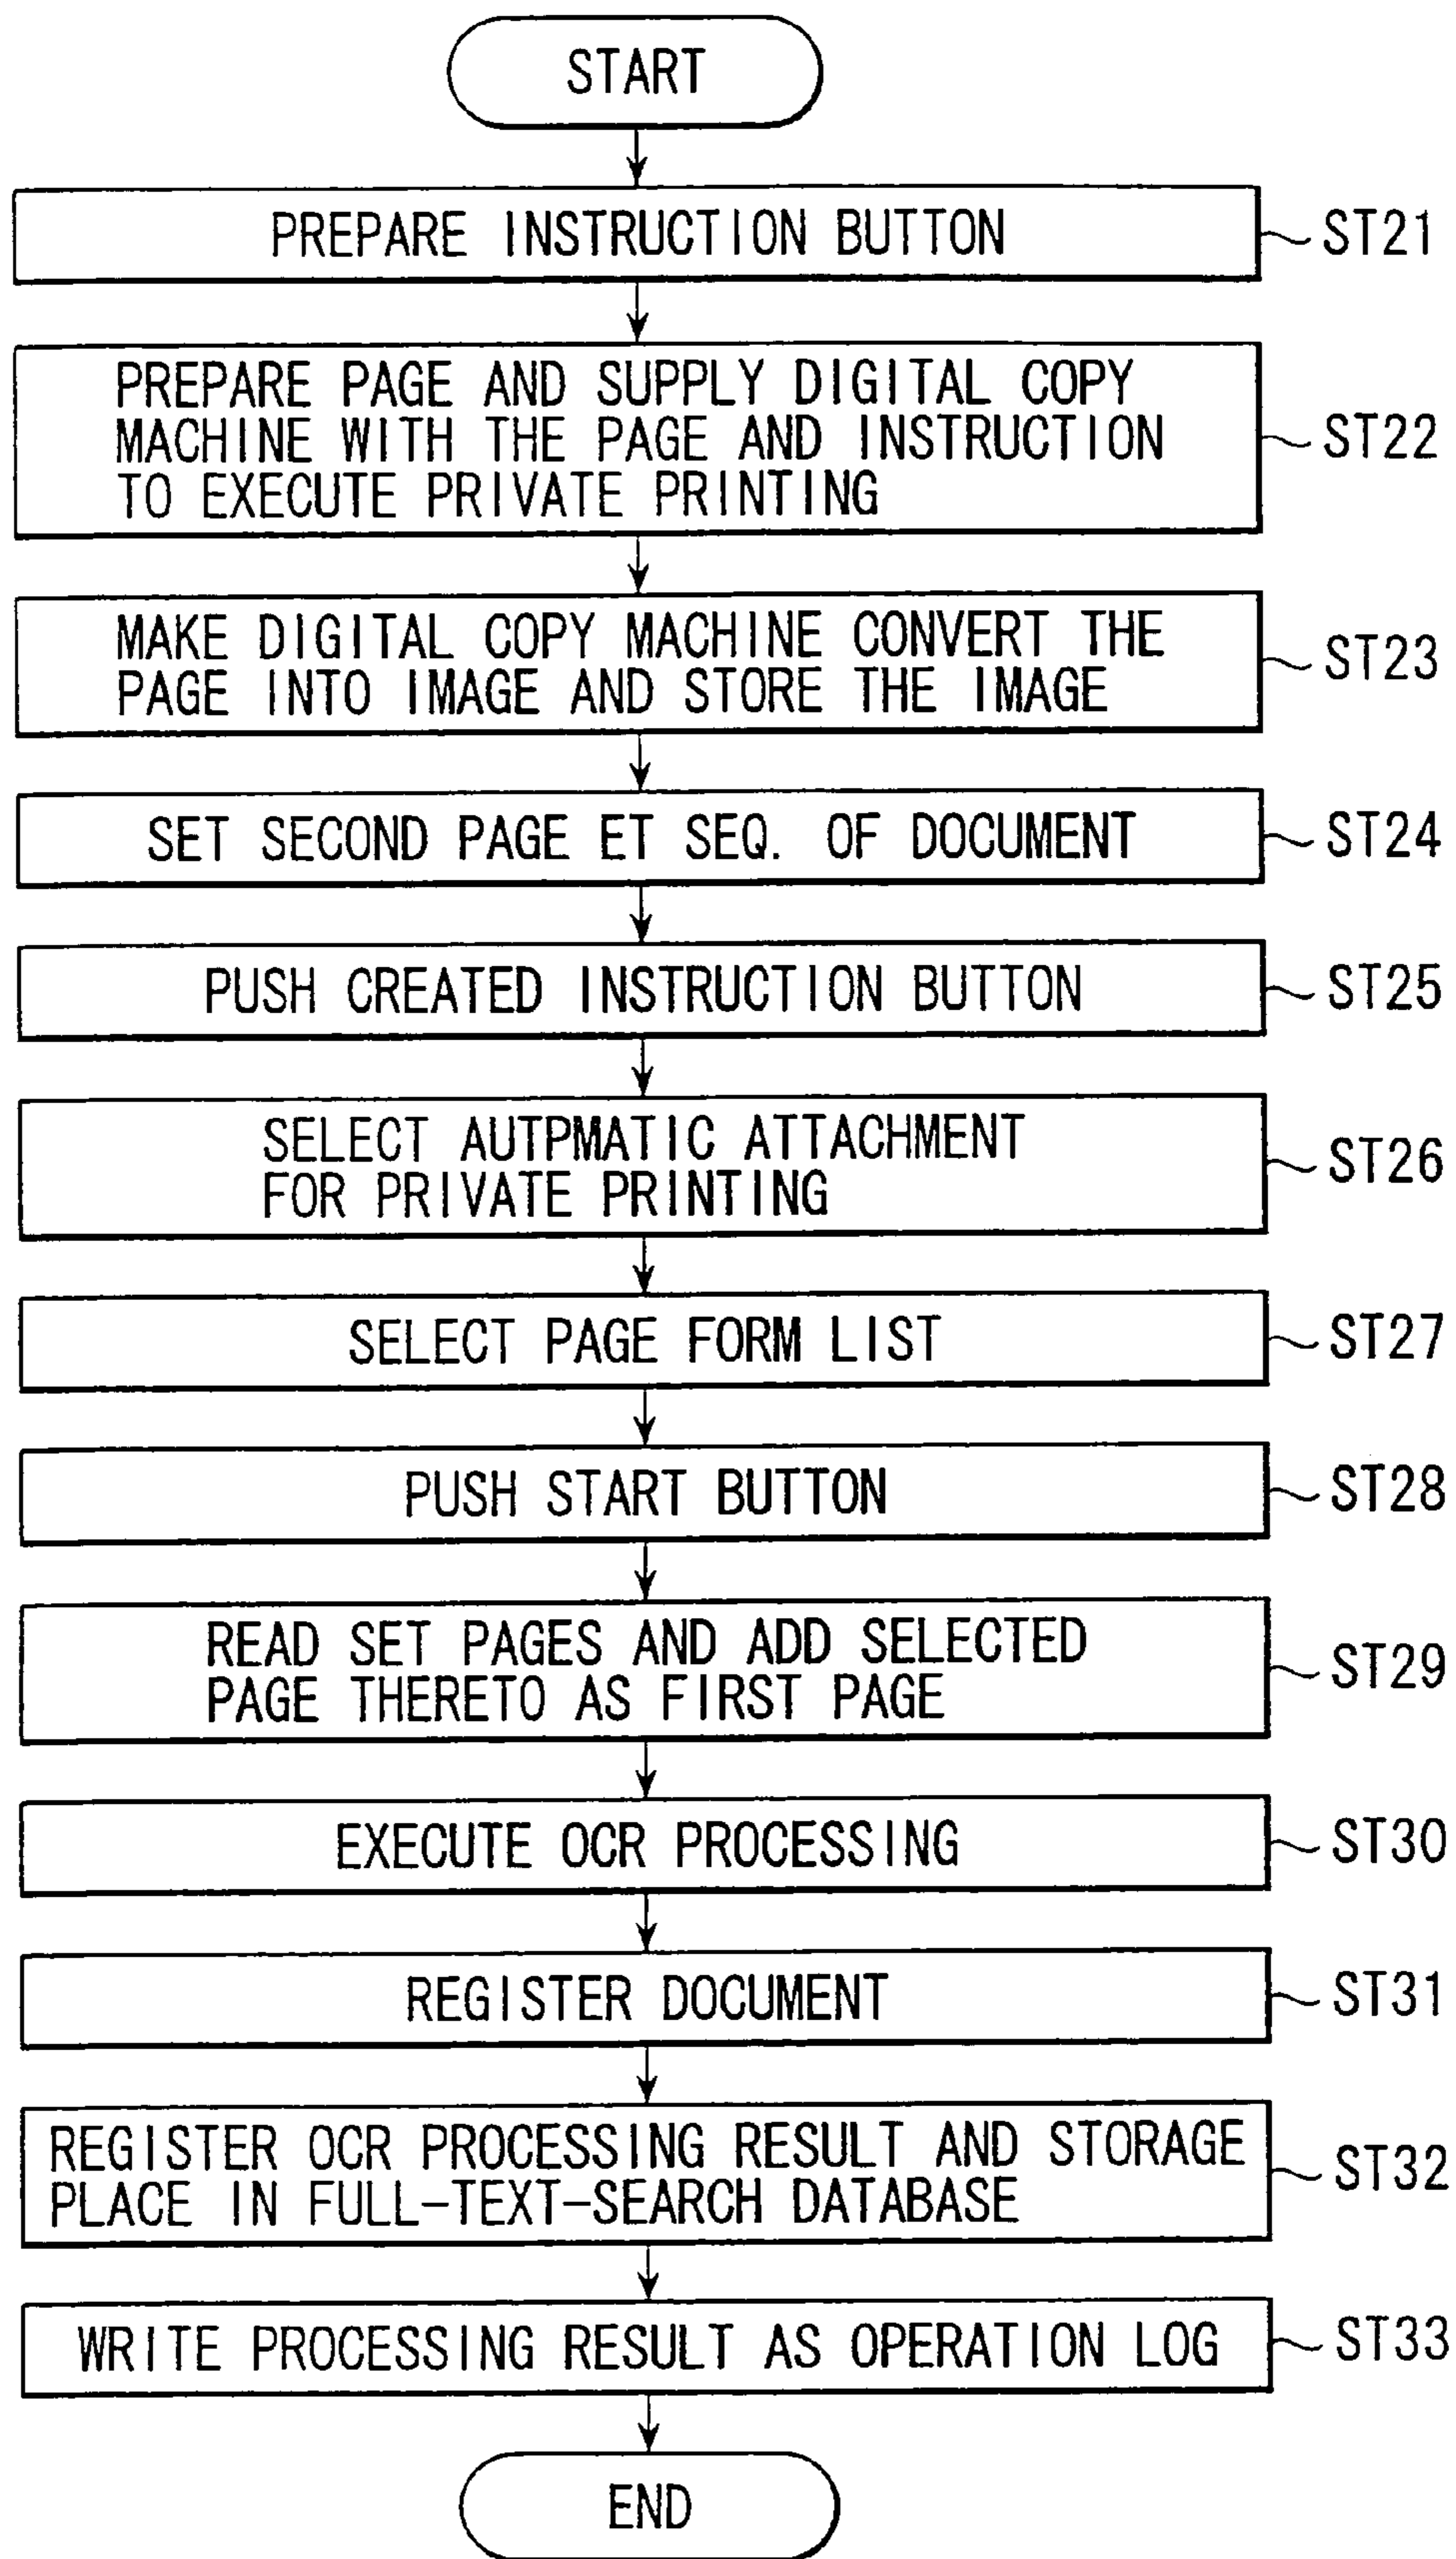 START
PREPARE INSTRUCTION BUTTON
ST21
PREPARE PAGE AND SUPPLY DIGITAL COPY
MACHINE WITH THE PAGE AND INSTRUCTION
TO EXECUTE PRIVATE PRINTING
ST22
MAKE DIGITAL COPY MACHINE CONVERT THE
PAGE INTO IMAGE AND STORE THE IMAGE
ST23
SET SECOND PAGE ET SEQ. OF DOCUMENT
ST24
PUSH CREATED INSTRUCTION BUTTON
ST25
SELECT AUTPMATIC ATTACHMENT
FOR PRIVATE PRINTING
ST26
SELECT PAGE FORM LIST
ST27
PUSH START BUTTON
ST28
READ SET PAGES AND ADD SELECTED
PAGE THERETO AS FIRST PAGE
ST29
EXECUTE OCR PROCESSING
ST30
REGISTER DOCUMENT
ST31
REGISTER OCR PROCESSING RESULT AND STORAGE
PLACE IN FULL-TEXT-SEARCH DATABASE
ST32
WRITE PROCESSING RESULT AS OPERATION LOG
ST33
END